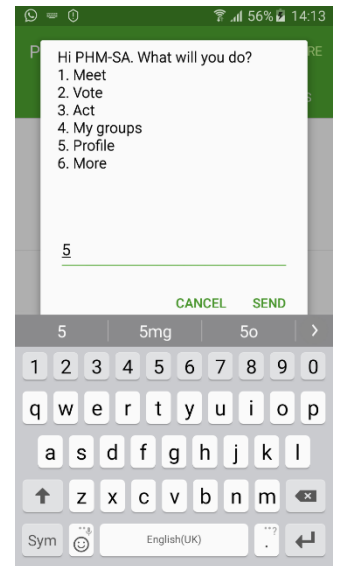 56% 14:13
P
RE
S
Hi PHM-SA. What will you do?
1. Meet
2. Vote
3. Act
4. My groups
5. Profile
6. More
5
CANCEL SEND
5 5mg 5o >
1 2 3 4 5 6 7 8 9 0
q w e r t y u i o p
a s d f g h j k l
z x c v b n m
Sym English(UK) . ?